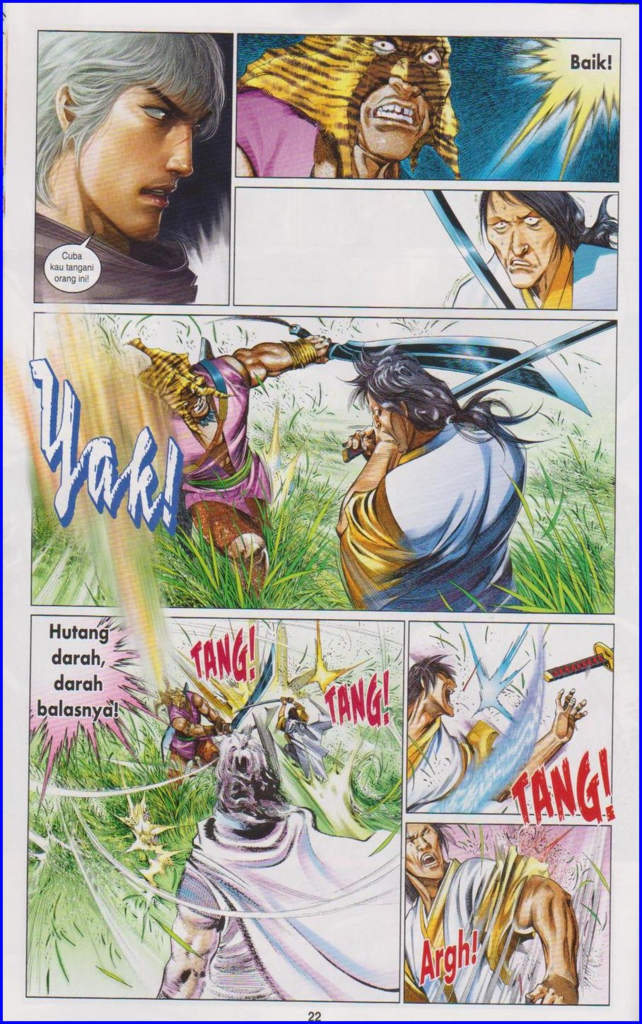 Baik!
Cuba
kau tangani
orang ini!
Yak!
Hutang
darah,
darah
balasnya!
TANG!
TANG!
TANG!
Argh!
22